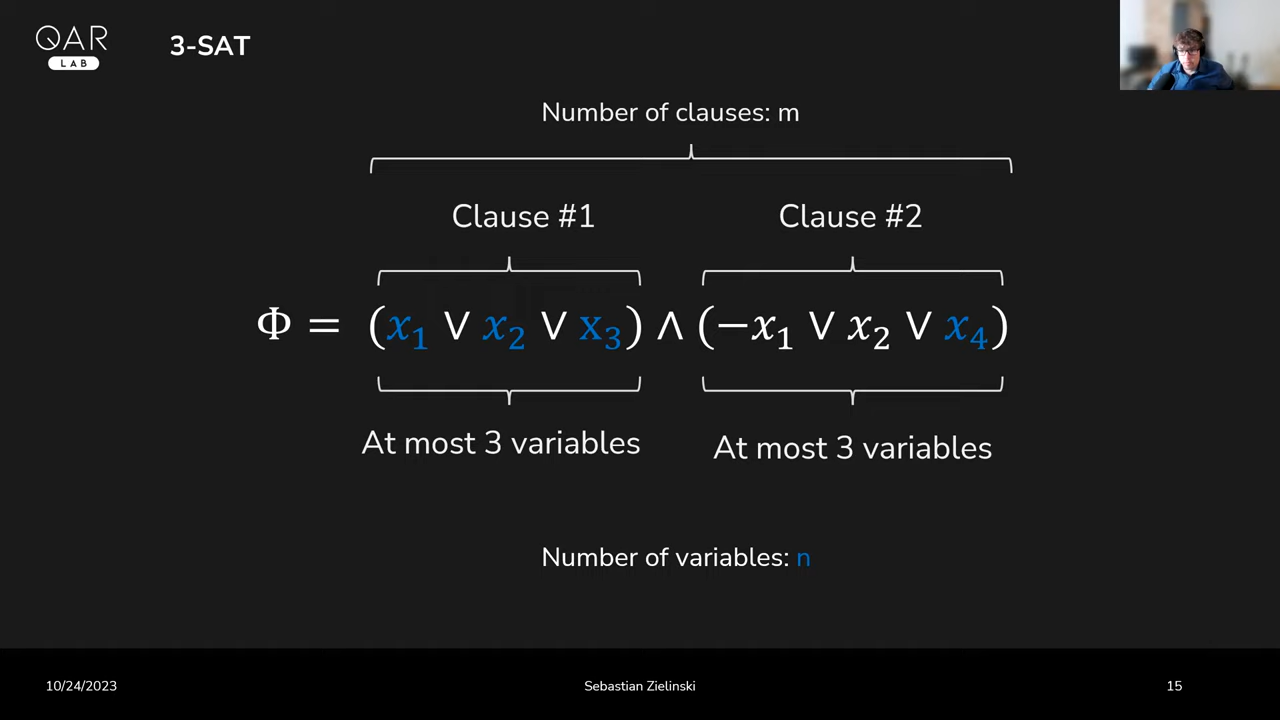 QAR
LAB
3-SAT
Number of clauses: m
Clause #1 Clause #2
Φ = (x₁ ∨ x₂ ∨ x₃) ∧ (−x₁ ∨ x₂ ∨ x₄)
At most 3 variables At most 3 variables
Number of variables: n
10/24/2023 Sebastian Zielinski 15